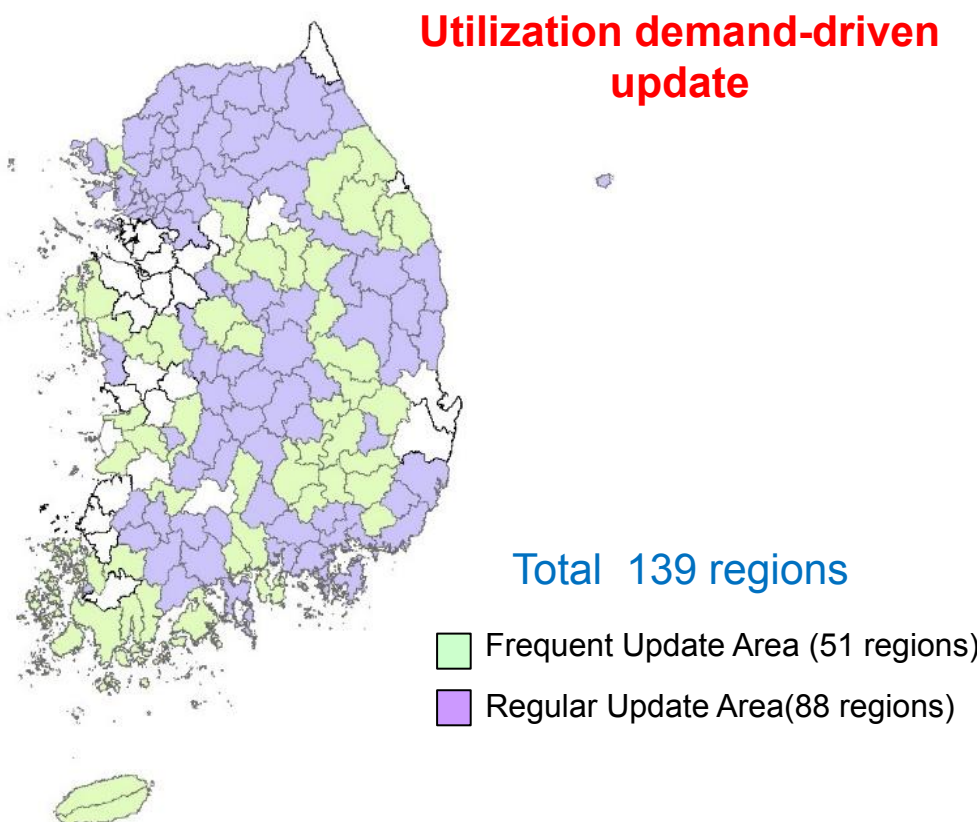 Utilization demand-driven
update
Total 139 regions
Frequent Update Area (51 regions)
Regular Update Area(88 regions)